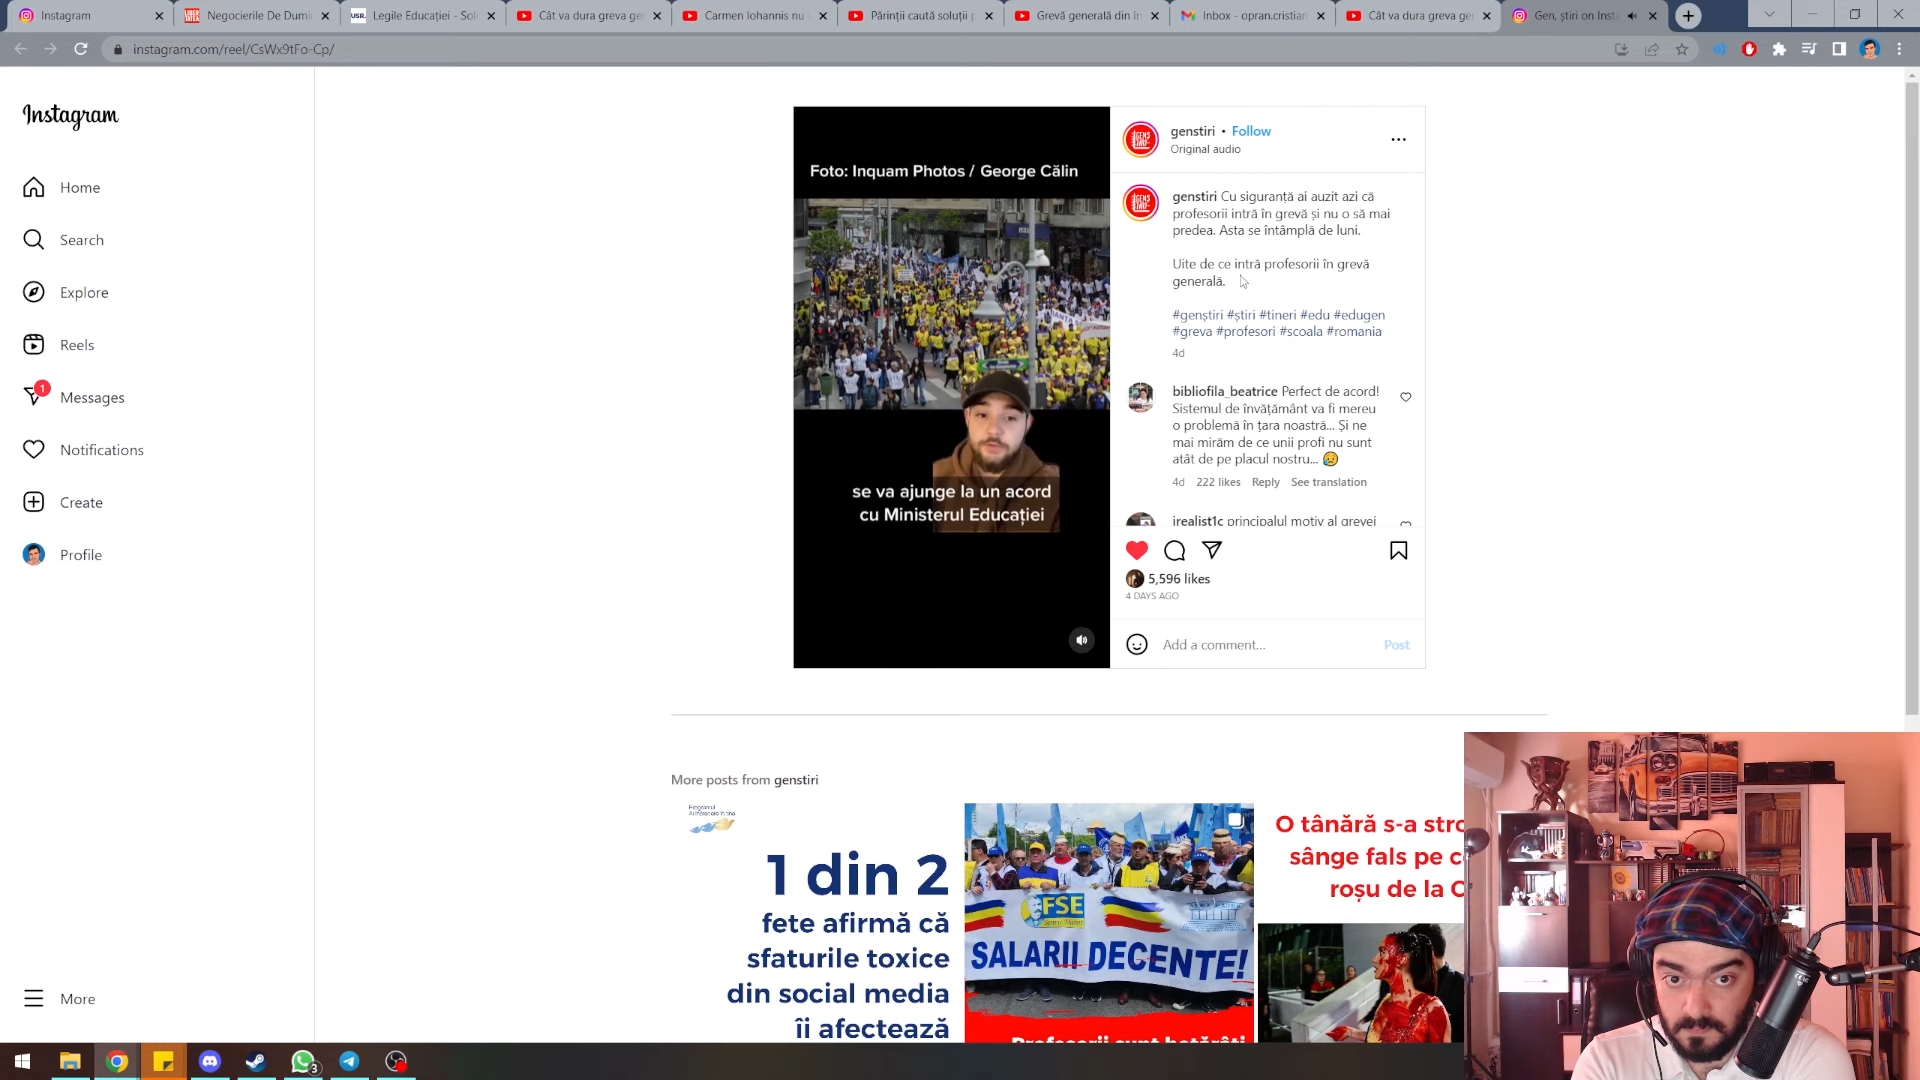 Instagram
Negocierile De Dumi
Legile Educației - Sol
Cât va dura greva ge
Carmen Iohannis nu
Părinții caută soluții p
Grevă generală din în
Inbox - opran.cristian
Cât va dura greva ge
Gen, știri on Inst
instagram.com/reel/CsWx9tFo-Cp/
Instagram
Home
Search
Explore
Reels
1
Messages
Notifications
Create
Profile
More
Foto: Inquam Photos / George Călin
se va ajunge la un acord
cu Ministerul Educației
genstiri • Follow
Original audio
genstiri Cu siguranță ai auzit azi că
profesorii intră în grevă și nu o să mai
predea. Asta se întâmplă de luni.
Uite de ce intră profesorii în grevă
generală.
#genștiri #știri #tineri #edu #edugen
#greva #profesori #scoala #romania
4d
bibliofila_beatrice Perfect de acord!
Sistemul de învățământ va fi mereu
o problemă în țara noastră... Și ne
mai mirăm de ce unii profi nu sunt
atât de pe placul nostru... 😥
4d 222 likes Reply See translation
irealist1c principalul motiv al grevei
5,596 likes
4 DAYS AGO
Add a comment... Post
More posts from genstiri
1 din 2
fete afirmă că
sfaturile toxice
din social media
îi afectează
FSE
SALARII DECENTE!
Profesorii sunt hotărâți
O tânără s-a stro
sânge fals pe c
roșu de la C
3